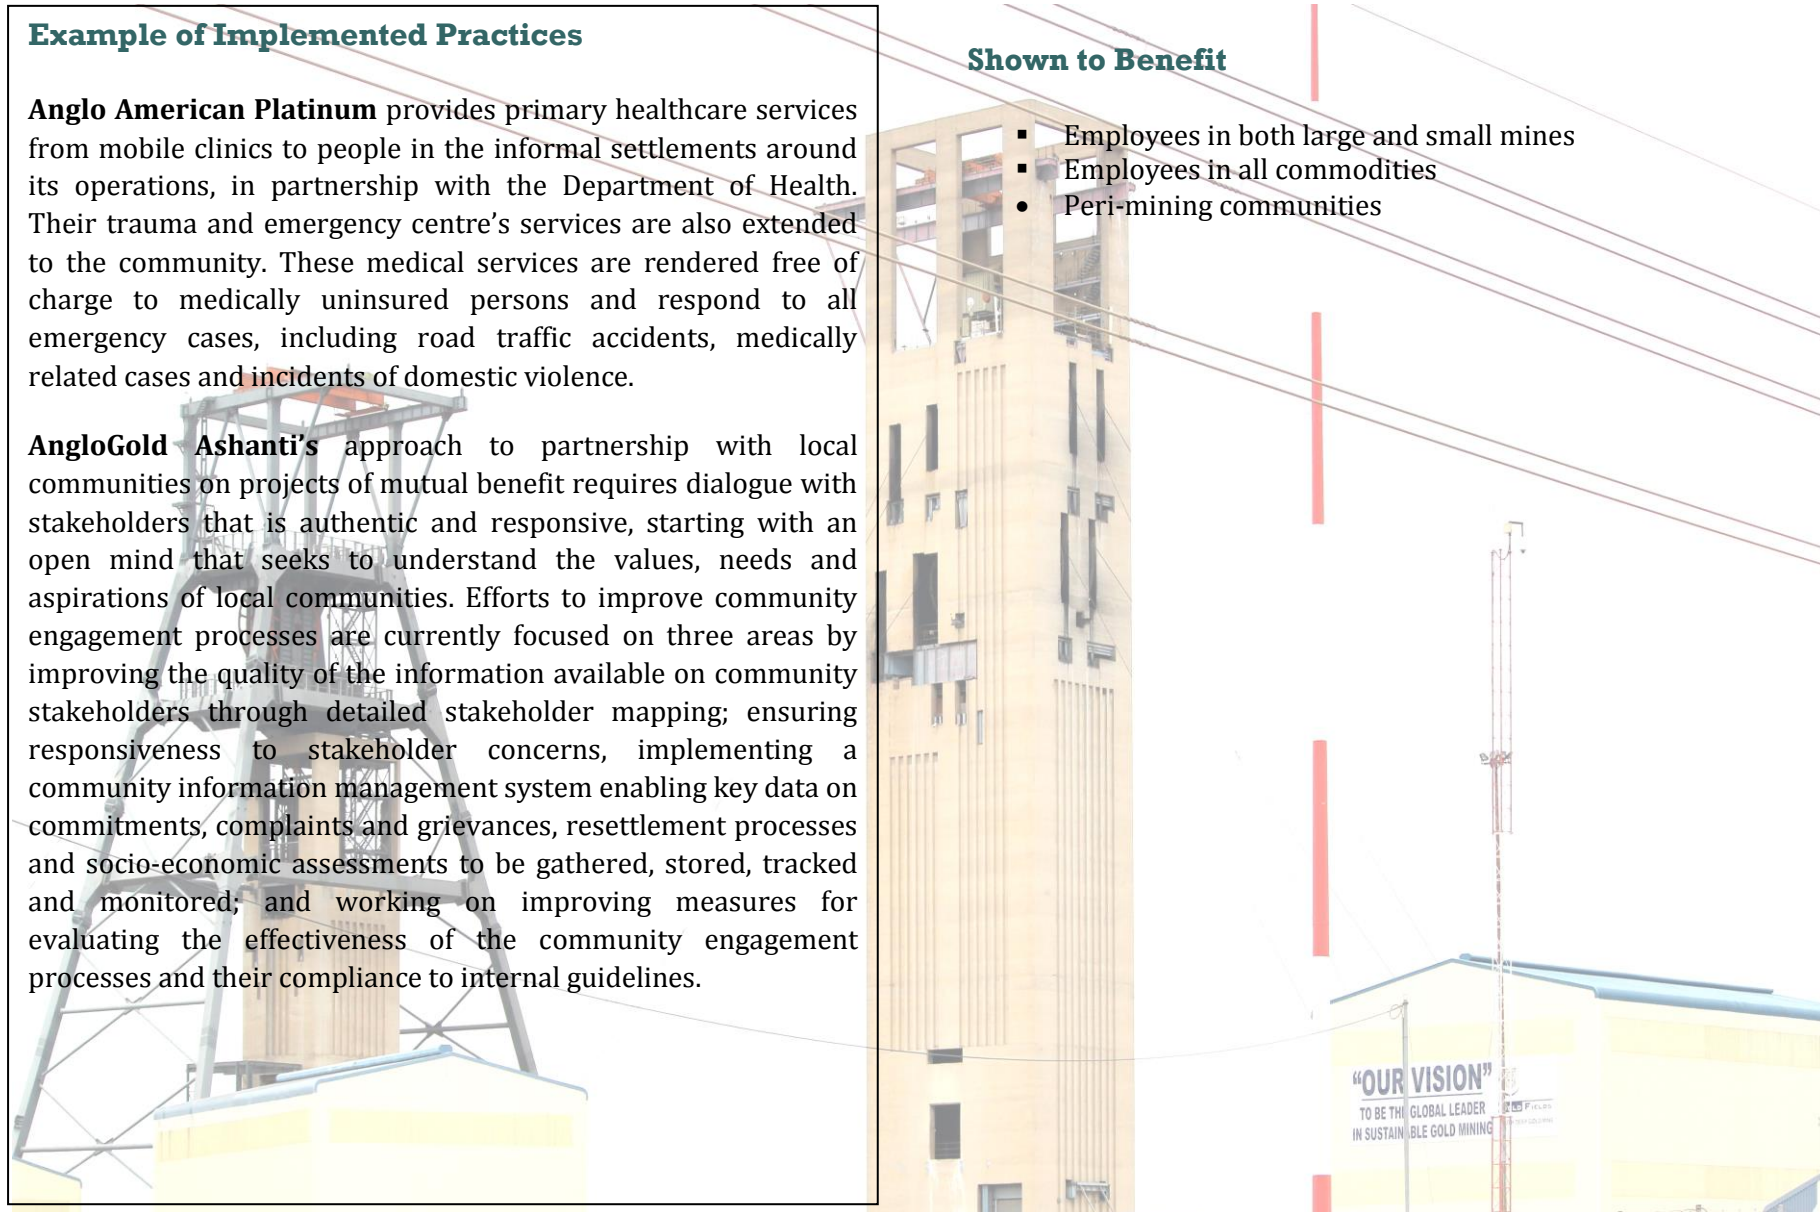 Example of Implemented Practices
Anglo American Platinum provides primary healthcare services
from mobile clinics to people in the informal settlements around
its operations, in partnership with the Department of Health.
Their trauma and emergency centre’s services are also extended
to the community. These medical services are rendered free of
charge to medically uninsured persons and respond to all
emergency cases, including road traffic accidents, medically
related cases and incidents of domestic violence.
AngloGold Ashanti’s approach to partnership with local
communities on projects of mutual benefit requires dialogue with
stakeholders that is authentic and responsive, starting with an
open mind that seeks to understand the values, needs and
aspirations of local communities. Efforts to improve community
engagement processes are currently focused on three areas by
improving the quality of the information available on community
stakeholders through detailed stakeholder mapping; ensuring
responsiveness to stakeholder concerns, implementing a
community information management system enabling key data on
commitments, complaints and grievances, resettlement processes
and socio-economic assessments to be gathered, stored, tracked
and monitored; and working on improving measures for
evaluating the effectiveness of the community engagement
processes and their compliance to internal guidelines.
Shown to Benefit
▪ Employees in both large and small mines
▪ Employees in all commodities
• Peri-mining communities
“OUR VISION”
TO BE THE GLOBAL LEADER
IN SUSTAINABLE GOLD MINING